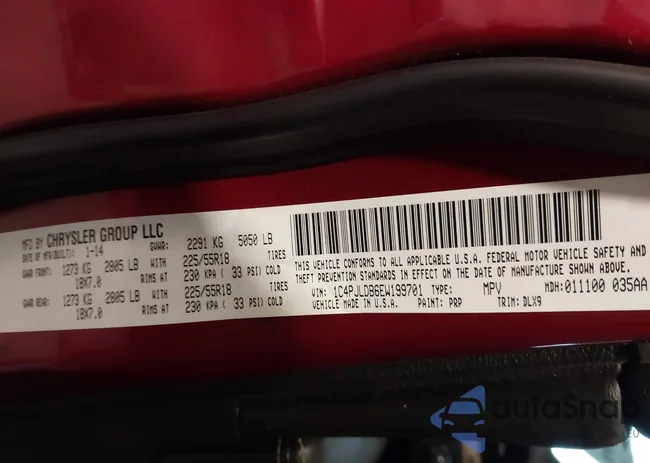 MFD BY CHRYSLER GROUP LLC
DATE OF MFR(BUILT): 1-14 GVWR: 2291 KG 5050 LB
GAWR FRONT: 1273 KG 2805 LB WITH 225/55R18 TIRES
18X7.0 RIMS AT 230 KPA ( 33 PSI) COLD
GAWR REAR: 1273 KG 2805 LB WITH 225/55R18 TIRES
18X7.0 RIMS AT 230 KPA ( 33 PSI) COLD
THIS VEHICLE CONFORMS TO ALL APPLICABLE U.S.A. FEDERAL MOTOR VEHICLE SAFETY AND
THEFT PREVENTION STANDARDS IN EFFECT ON THE DATE OF MANUFACTURE SHOWN ABOVE.
VIN: 1C4PJLDB6EW199701 TYPE: MPV MDH: 011100 035AA
VEHICLE MADE IN U.S.A. PAINT: PRP TRIM: DLX9
autoSnap